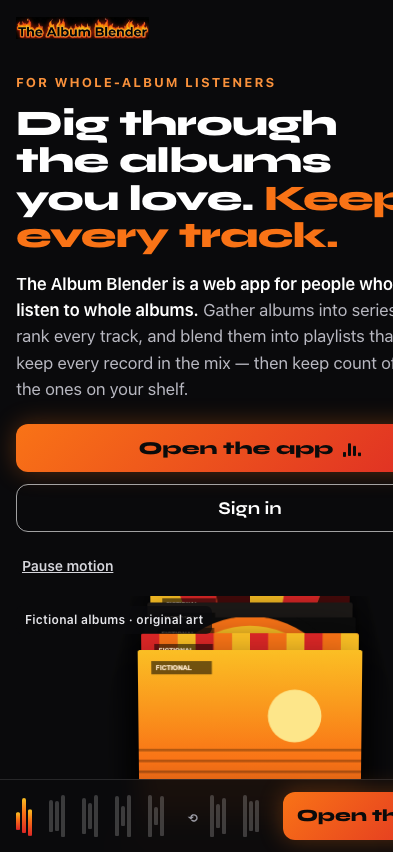 The Album Blender
FOR WHOLE-ALBUM LISTENERS
Dig through
the albums
you love. Keep
every track.
The Album Blender is a web app for people who
listen to whole albums. Gather albums into series
rank every track, and blend them into playlists tha
keep every record in the mix — then keep count of
the ones on your shelf.
Open the app
Sign in
Pause motion
Fictional albums · original art
FICTIONAL
Open th